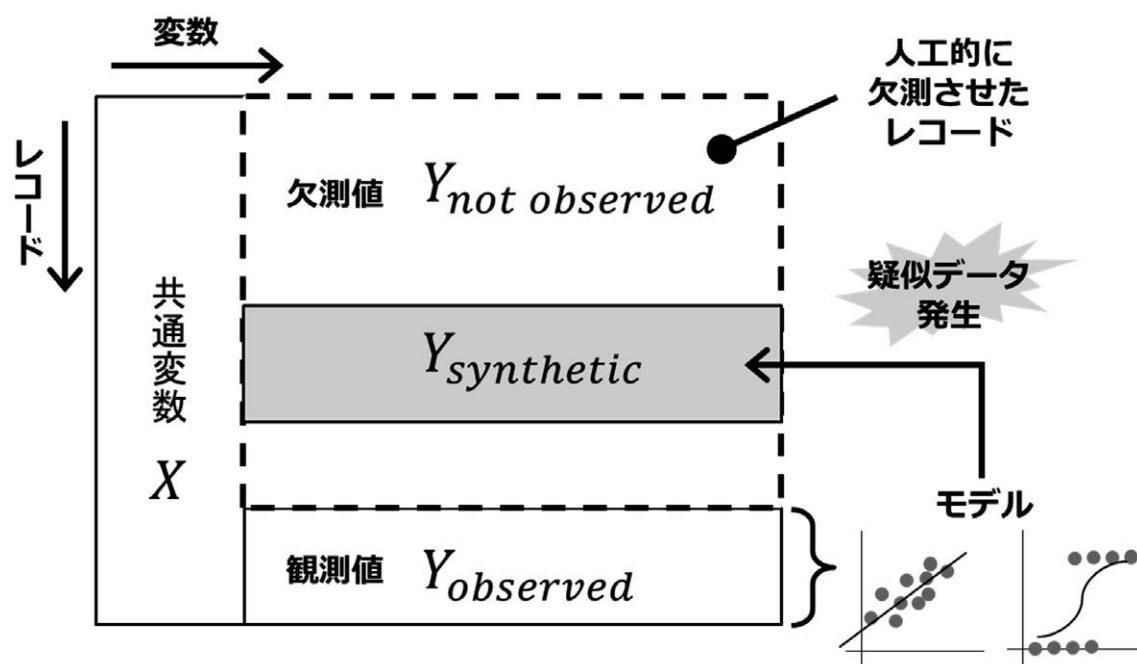 変数
人工的に
欠測させた
レコード
レコード
欠測値 Y_{not observed}
疑似データ
発生
共通変数
X
Y_{synthetic}
モデル
観測値 Y_{observed}